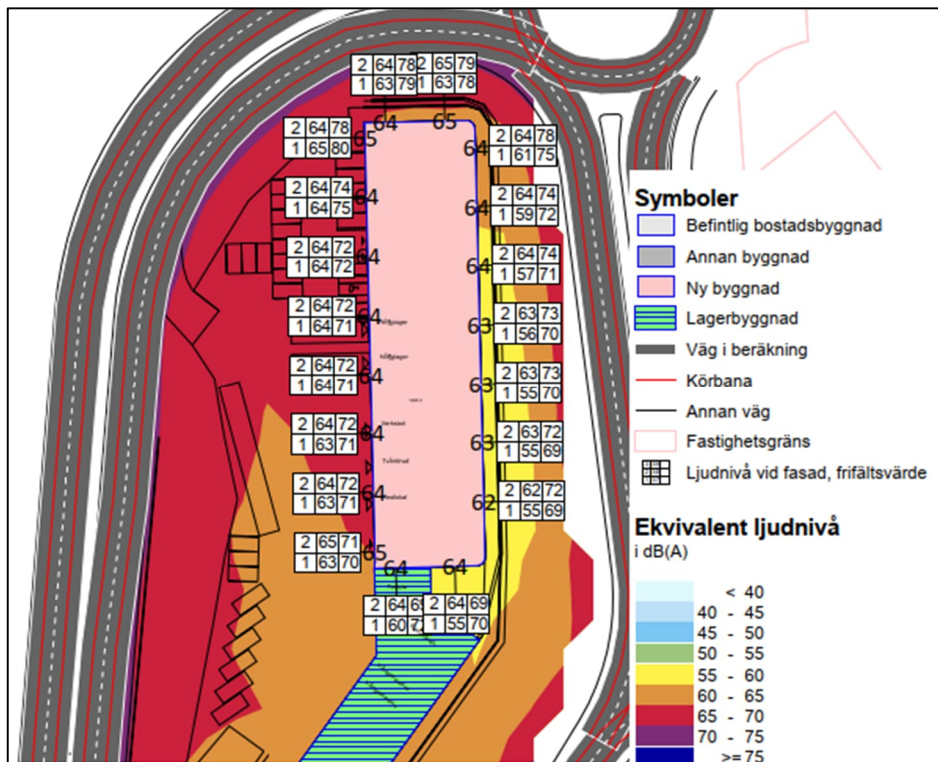 2 64 78 2 65 79
1 63 79 1 63 78
64 65
2 64 78 65
1 65 80
64 2 64 78
1 61 75
2 64 74 64
1 64 75
64 2 64 74
1 59 72
2 64 72 64
1 64 72
64 2 64 74
1 57 71
2 64 72 64
1 64 71
63 2 63 73
1 56 70
2 64 72 64
1 64 71
63 2 63 73
1 55 70
2 64 72 64
1 63 71
63 2 63 72
1 55 69
2 64 72 64
1 63 71
62 2 62 72
1 55 69
2 65 71 65
1 63 70
64 64
2 64 2 64 69
1 60 1 55 70
Symboler
Befintlig bostadsbyggnad
Annan byggnad
Ny byggnad
Lagerbyggnad
Väg i beräkning
Körbana
Annan väg
Fastighetsgräns
Ljudnivå vid fasad, frifältsvärde
Ekvivalent ljudnivå
i dB(A)
< 40
40 - 45
45 - 50
50 - 55
55 - 60
60 - 65
65 - 70
70 - 75
>= 75